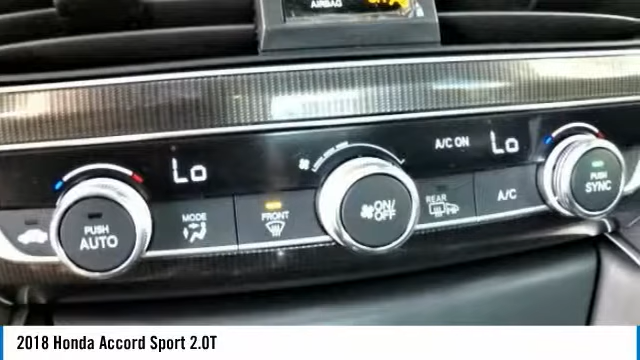 AIRBAG
OFF
Lo
A/C ON
Lo
PUSH
AUTO
MODE
FRONT
ON/
OFF
REAR
A/C
PUSH
SYNC
2018 Honda Accord Sport 2.0T